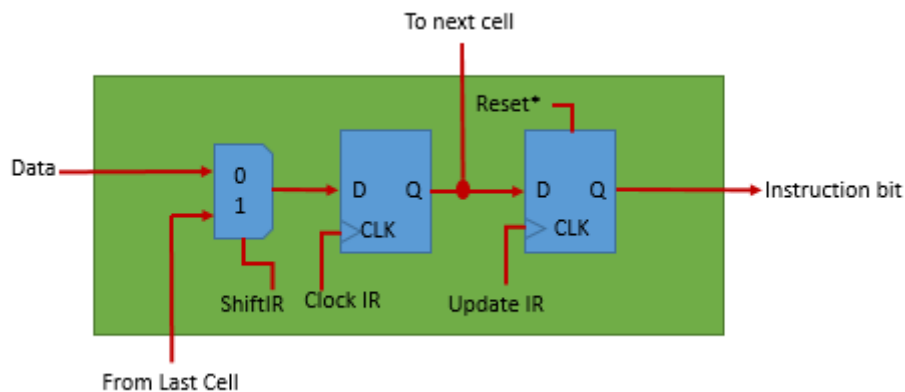 To next cell
Reset*
Data
0
1
D Q
CLK
D Q
CLK
Instruction bit
ShiftIR
Clock IR
Update IR
From Last Cell